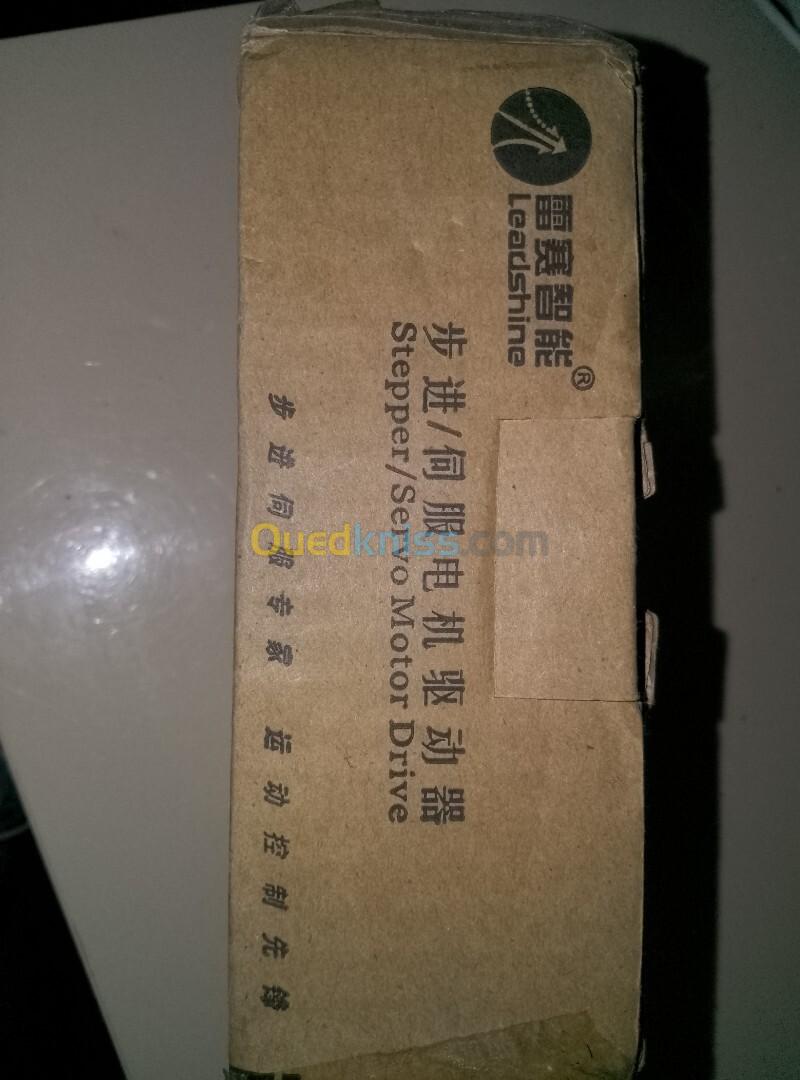 雷赛智能®
Leadshine
步进/伺服电机驱动器
Stepper/Servo Motor Drive
步进伺服专家 运动控制先锋
Ouedkniss.com